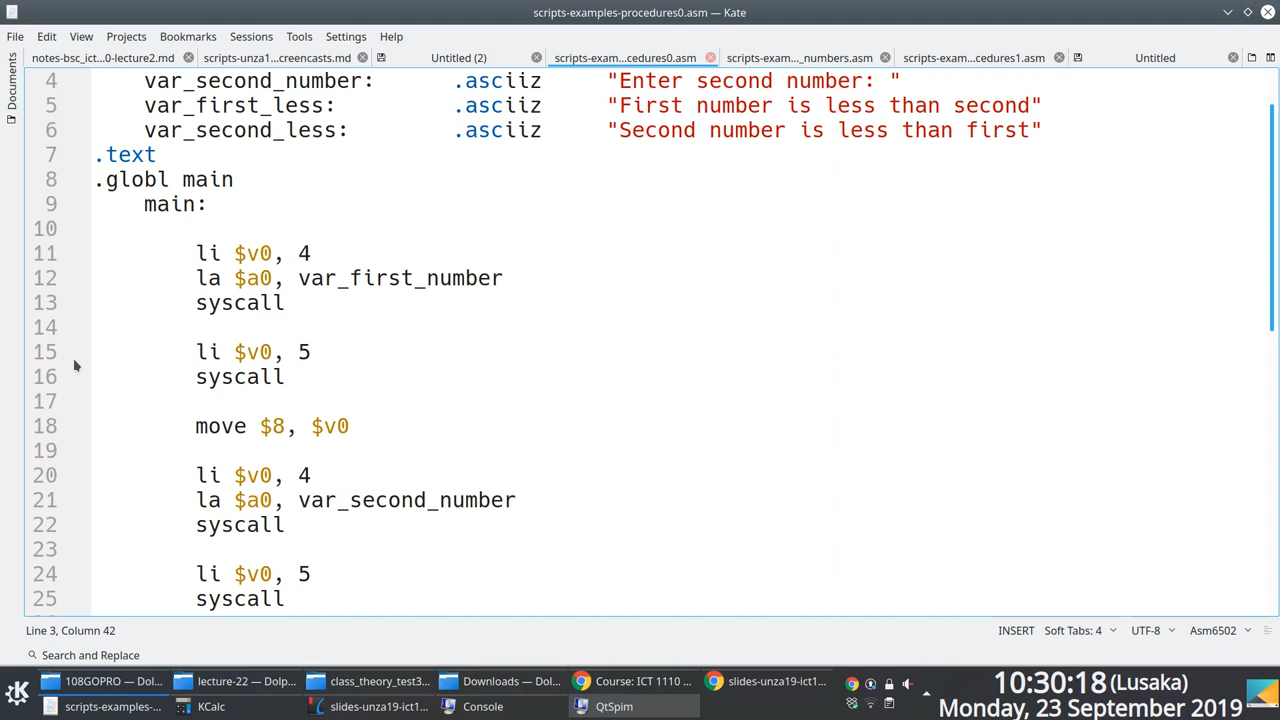 scripts-examples-procedures0.asm — Kate
File Edit View Projects Bookmarks Sessions Tools Settings Help
notes-bsc_ict...0-lecture2.md scripts-unza1...creencasts.md Untitled (2) scripts-exam...cedures0.asm scripts-exam..._numbers.asm scripts-exam...cedures1.asm Untitled
Documents
4 var_second_number: .asciiz "Enter second number: "
5 var_first_less: .asciiz "First number is less than second"
6 var_second_less: .asciiz "Second number is less than first"
7 .text
8 .globl main
9 main:
10
11 li $v0, 4
12 la $a0, var_first_number
13 syscall
14
15 li $v0, 5
16 syscall
17
18 move $8, $v0
19
20 li $v0, 4
21 la $a0, var_second_number
22 syscall
23
24 li $v0, 5
25 syscall
Line 3, Column 42 INSERT Soft Tabs: 4 UTF-8 Asm6502
Search and Replace
108GOPRO — Dol... lecture-22 — Dolp... class_theory_test3... Downloads — Dol... Course: ICT 1110 ... slides-unza19-ict1...
scripts-examples-... KCalc slides-unza19-ict1... Console QtSpim
10:30:18 (Lusaka)
Monday, 23 September 2019